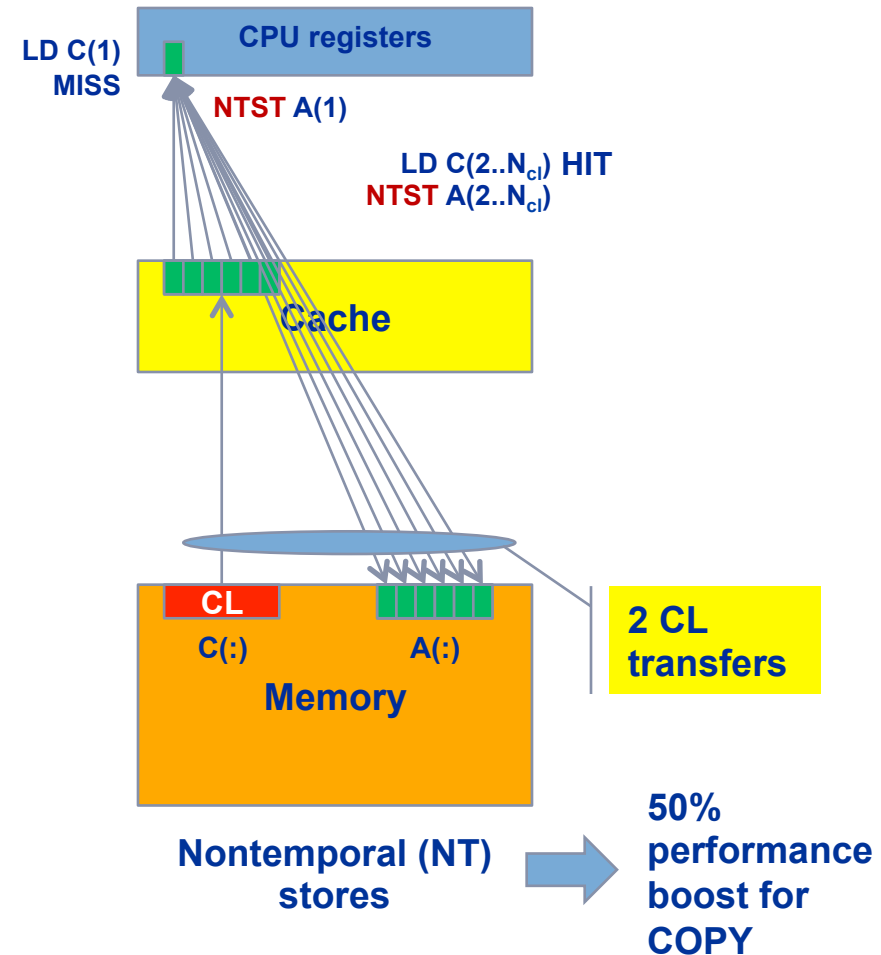 CPU registers
LD C(1)
MISS
NTST A(1)
LD C(2..Ncl) HIT
NTST A(2..Ncl)
Cache
CL
C(:)
A(:)
Memory
2 CL
transfers
Nontemporal (NT)
stores
50%
performance
boost for
COPY